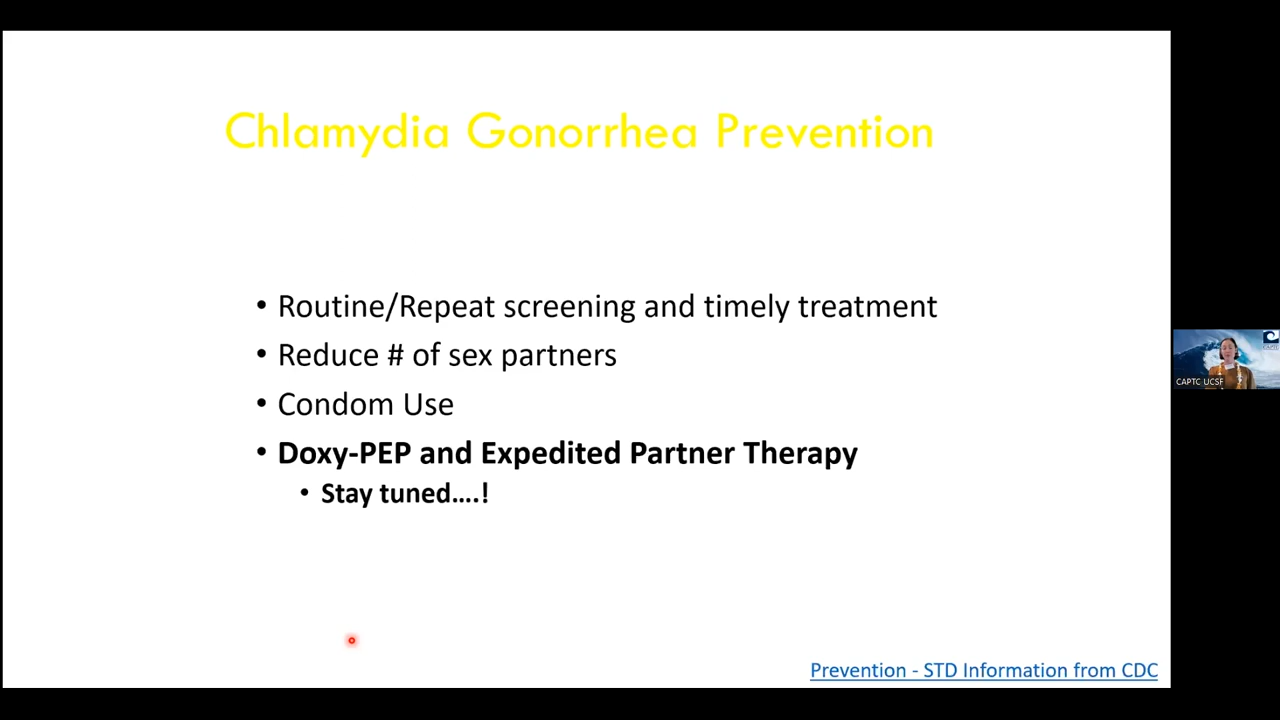 Chlamydia Gonorrhea Prevention
• Routine/Repeat screening and timely treatment
• Reduce # of sex partners
• Condom Use
• Doxy-PEP and Expedited Partner Therapy
• Stay tuned....!
Prevention - STD Information from CDC
CAPTC UCSF